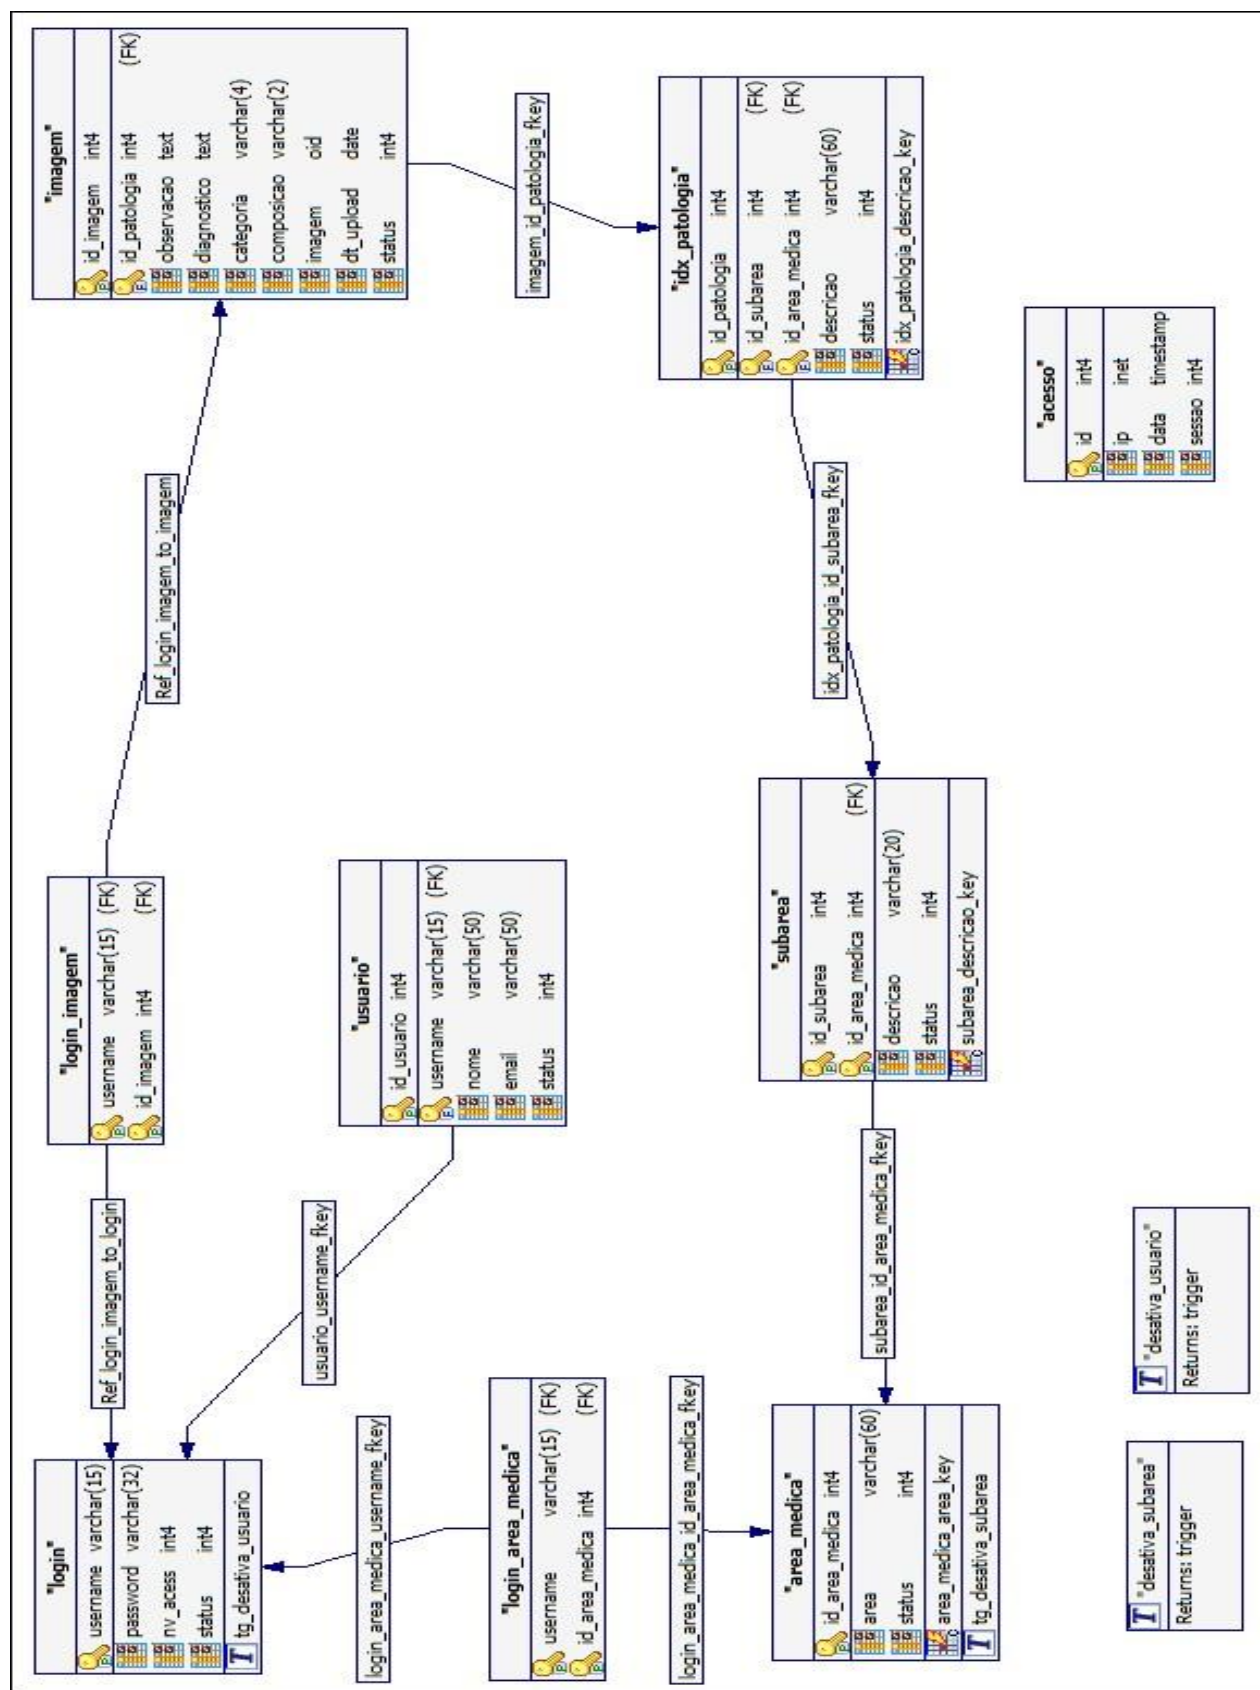 "login"
username varchar(15)
password varchar(32)
nv_acess int4
status int4
tg_desativa_usuario
Ref_login_imagem_to_login
"login_imagem"
username varchar(15) (FK)
id_imagem int4 (FK)
Ref_login_imagem_to_imagem
"imagem"
id_imagem int4
id_patologia int4 (FK)
observacao text
diagnostico text
categoria varchar(4)
composicao varchar(2)
imagem oid
dt_upload date
status int4
usuario_username_fkey
"usuario"
id_usuario int4
username varchar(15) (FK)
nome varchar(50)
email varchar(50)
status int4
login_area_medica_username_fkey
"login_area_medica"
username varchar(15) (FK)
id_area_medica int4 (FK)
login_area_medica_id_area_medica_fkey
imagem_id_patologia_fkey
"idx_patologia"
id_patologia int4
id_subarea int4 (FK)
id_area_medica int4 (FK)
descricao varchar(60)
status int4
idx_patologia_descricao_key
idx_patologia_id_subarea_fkey
"subarea"
id_subarea int4
id_area_medica int4 (FK)
descricao varchar(20)
status int4
subarea_descricao_key
subarea_id_area_medica_fkey
"area_medica"
id_area_medica int4
area varchar(60)
status int4
area_medica_area_key
tg_desativa_subarea
"acesso"
id int4
ip inet
data timestamp
sessao int4
T "desativa_subarea"
Returns: trigger
T "desativa_usuario"
Returns: trigger